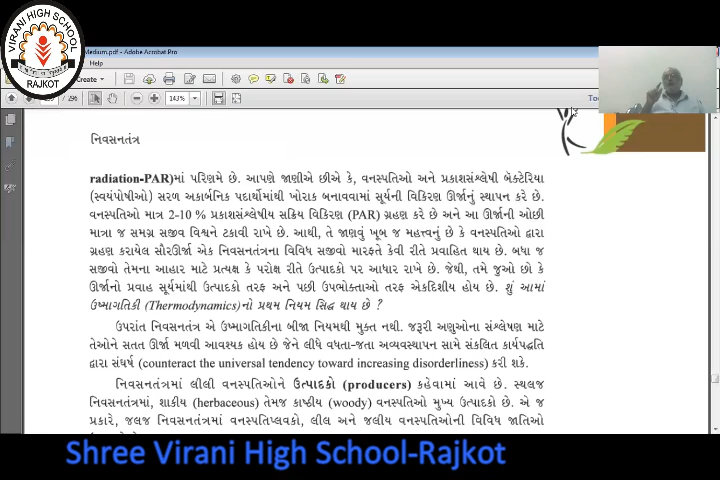 VIRANI HIGH SCHOOL
RAJKOT
Medium.pdf - Adobe Acrobat Pro
Help
Create
/ 296
143%
નિવસનતંત્ર
radiation-PAR)માં પરિણમે છે. આપણે જાણીએ છીએ કે, વનસ્પતિઓ અને પ્રકાશસંશ્લેષી બૅક્ટેરિયા
(સ્વયંપોષીઓ) સરળ અકાર્બનિક પદાર્થોમાંથી ખોરાક બનાવવામાં સૂર્યની વિકિરણ ઊર્જાનું સ્થાપન કરે છે.
વનસ્પતિઓ માત્ર 2-10 % પ્રકાશસંશ્લેષીય સક્રિય વિકિરણ (PAR) ગ્રહણ કરે છે અને આ ઊર્જાની ઓછી
માત્રા જ સમગ્ર સજીવ વિશ્વને ટકાવી રાખે છે. આથી, તે જાણવું ખૂબ જ મહત્ત્વનું છે કે વનસ્પતિઓ દ્વારા
ગ્રહણ કરાયેલ સૌરઊર્જા એક નિવસનતંત્રના વિવિધ સજીવો મારફતે કેવી રીતે પ્રવાહિત થાય છે. બધા જ
સજીવો તેમના આહાર માટે પ્રત્યક્ષ કે પરોક્ષ રીતે ઉત્પાદકો પર આધાર રાખે છે. જેથી, તમે જુઓ છો કે
ઊર્જાનો પ્રવાહ સૂર્યમાંથી ઉત્પાદકો તરફ અને પછી ઉપભોક્તાઓ તરફ એકદિશીય હોય છે. શું આમાં
ઉષ્માગતિકી (Thermodynamics)નો પ્રથમ નિયમ સિદ્ધ થાય છે ?
ઉપરાંત નિવસનતંત્ર એ ઉષ્માગતિકીના બીજા નિયમથી મુક્ત નથી. જરૂરી અણુઓના સંશ્લેષણ માટે
તેઓને સતત ઊર્જા મળવી આવશ્યક હોય છે જેને લીધે વધતા-જતા અવ્યવસ્થાપન સામે સંકલિત કાર્યપદ્ધતિ
દ્વારા સંઘર્ષ (counteract the universal tendency toward increasing disorderliness) કરી શકે.
નિવસનતંત્રમાં લીલી વનસ્પતિઓને ઉત્પાદકો (producers) કહેવામાં આવે છે. સ્થલજ
નિવસનતંત્રમાં, શાકીય (herbaceous) તેમજ કાષ્ઠીય (woody) વનસ્પતિઓ મુખ્ય ઉત્પાદકો છે. એ જ
પ્રકારે, જલજ નિવસનતંત્રમાં વનસ્પતિપ્લવકો, લીલ અને જલીય વનસ્પતિઓની વિવિધ જાતિઓ
Shree Virani High School-Rajkot